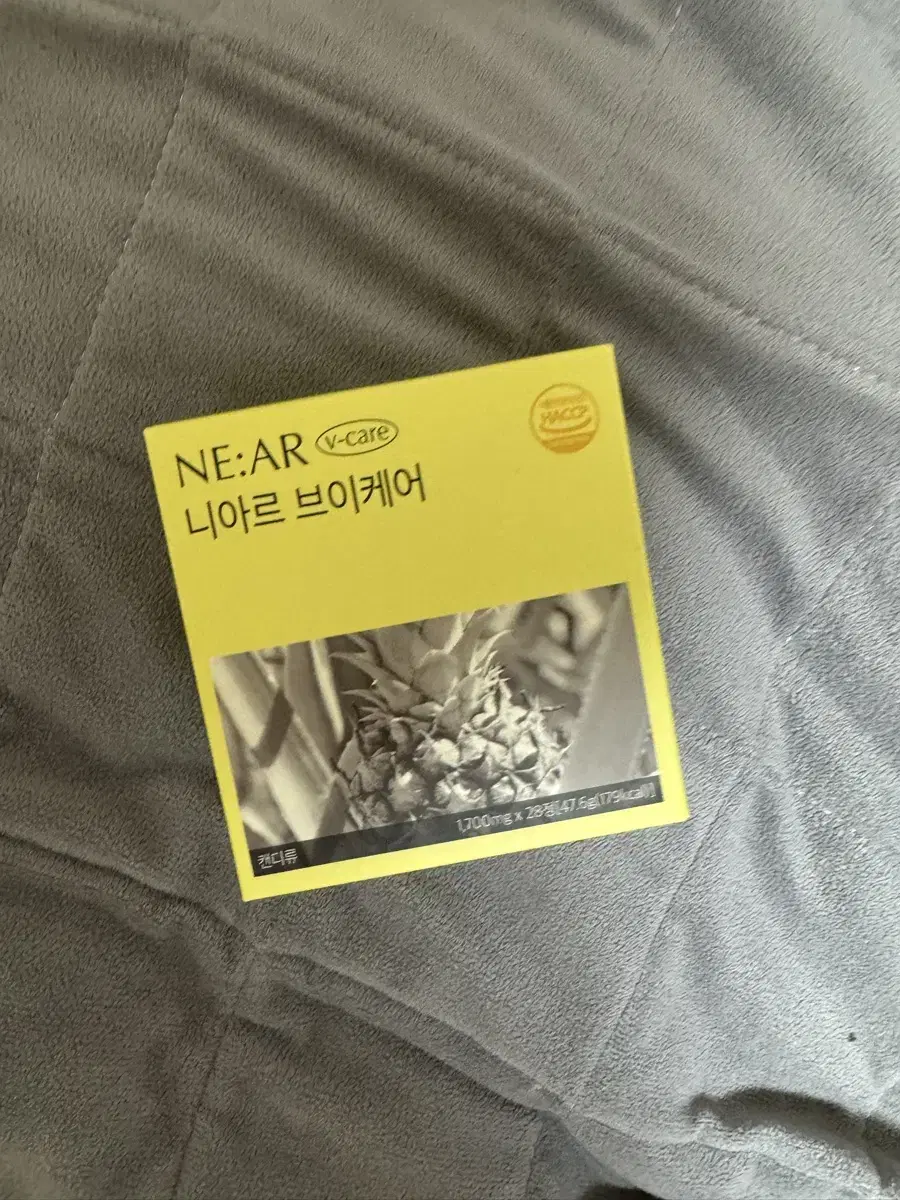 NE:AR v-care
니아르 브이케어
HACCP
1,700mg x 28정[47.6g(179kcal)]
캔디류